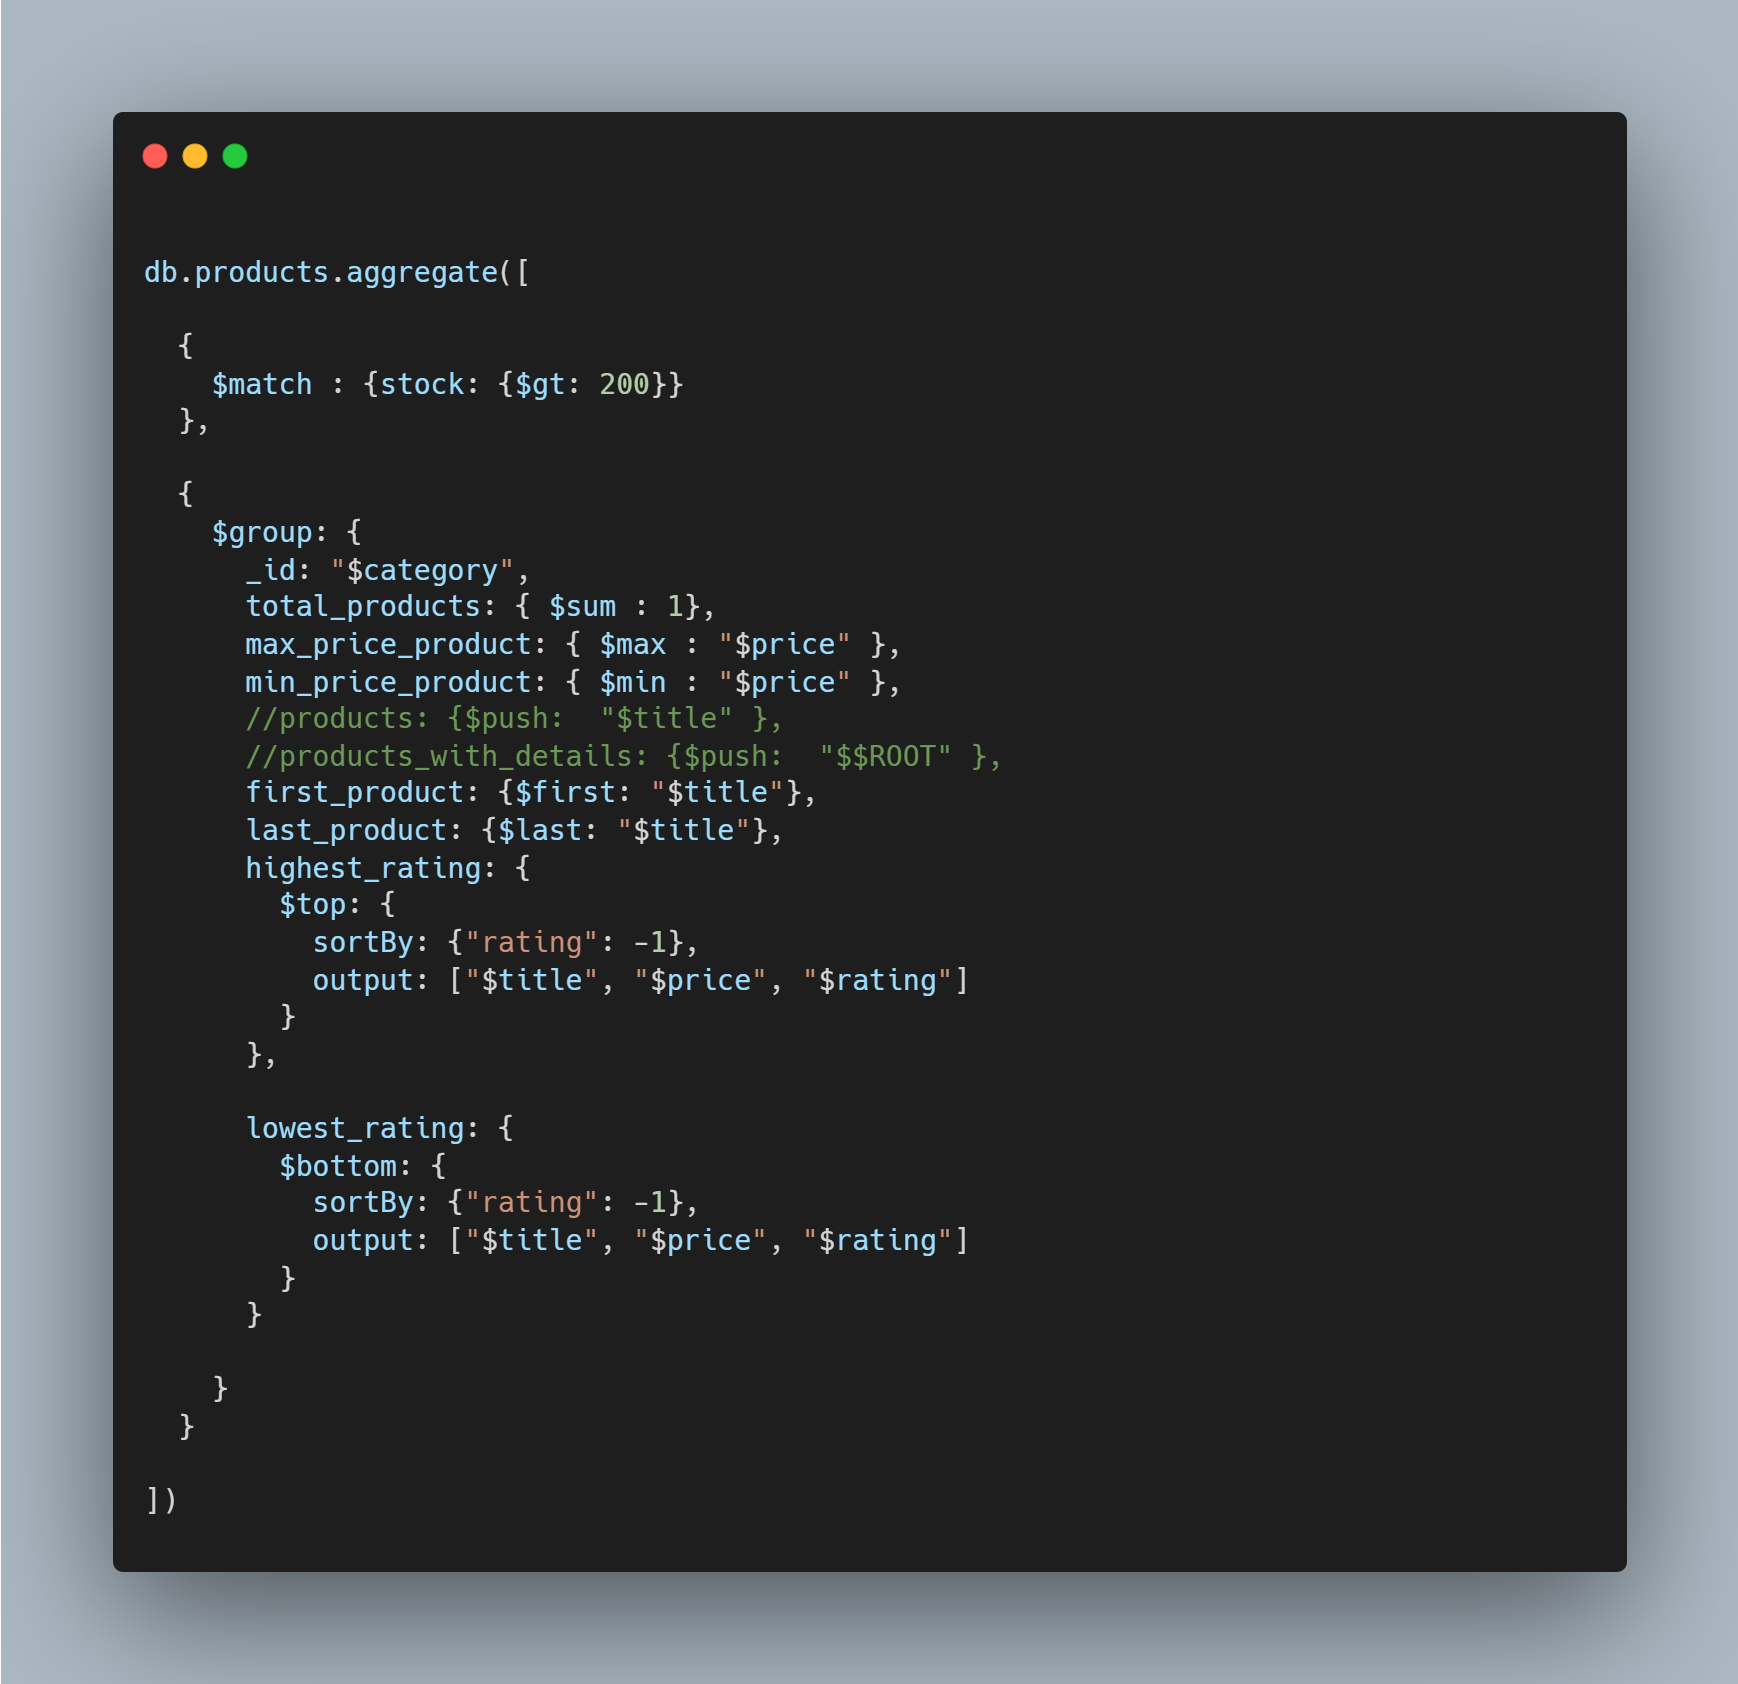 db.products.aggregate([
  {
    $match : {stock: {$gt: 200}}
  },
  {
    $group: {
      _id: "$category",
      total_products: { $sum : 1},
      max_price_product: { $max : "$price" },
      min_price_product: { $min : "$price" },
      //products: {$push:  "$title" },
      //products_with_details: {$push:  "$$ROOT" },
      first_product: {$first: "$title"},
      last_product: {$last: "$title"},
      highest_rating: {
        $top: {
          sortBy: {"rating": -1},
          output: ["$title", "$price", "$rating"]
        }
      },
      lowest_rating: {
        $bottom: {
          sortBy: {"rating": -1},
          output: ["$title", "$price", "$rating"]
        }
      }
    }
  }
])